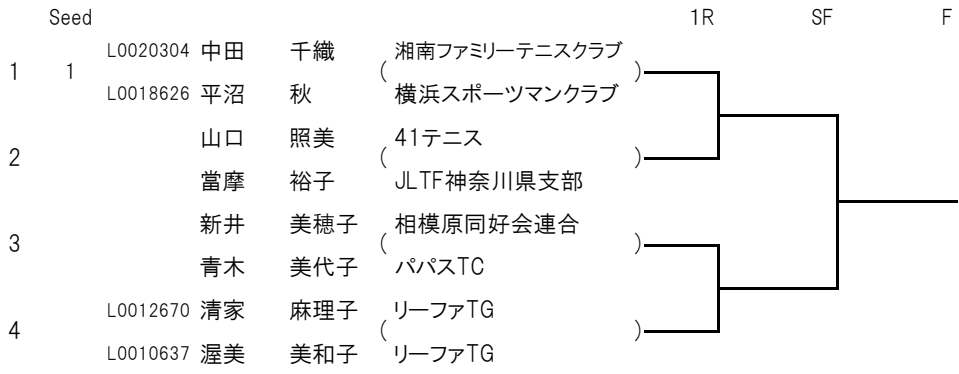 Seed 1R SF F
L0020304 中田 千織 湘南ファミリーテニスクラブ
1 1 ( )
L0018626 平沼 秋 横浜スポーツマンクラブ
山口 照美 41テニス
2 ( )
當摩 裕子 JLTF神奈川県支部
新井 美穂子 相模原同好会連合
3 ( )
青木 美代子 パパスTC
L0012670 清家 麻理子 リーファTG
4 ( )
L0010637 渥美 美和子 リーファTG